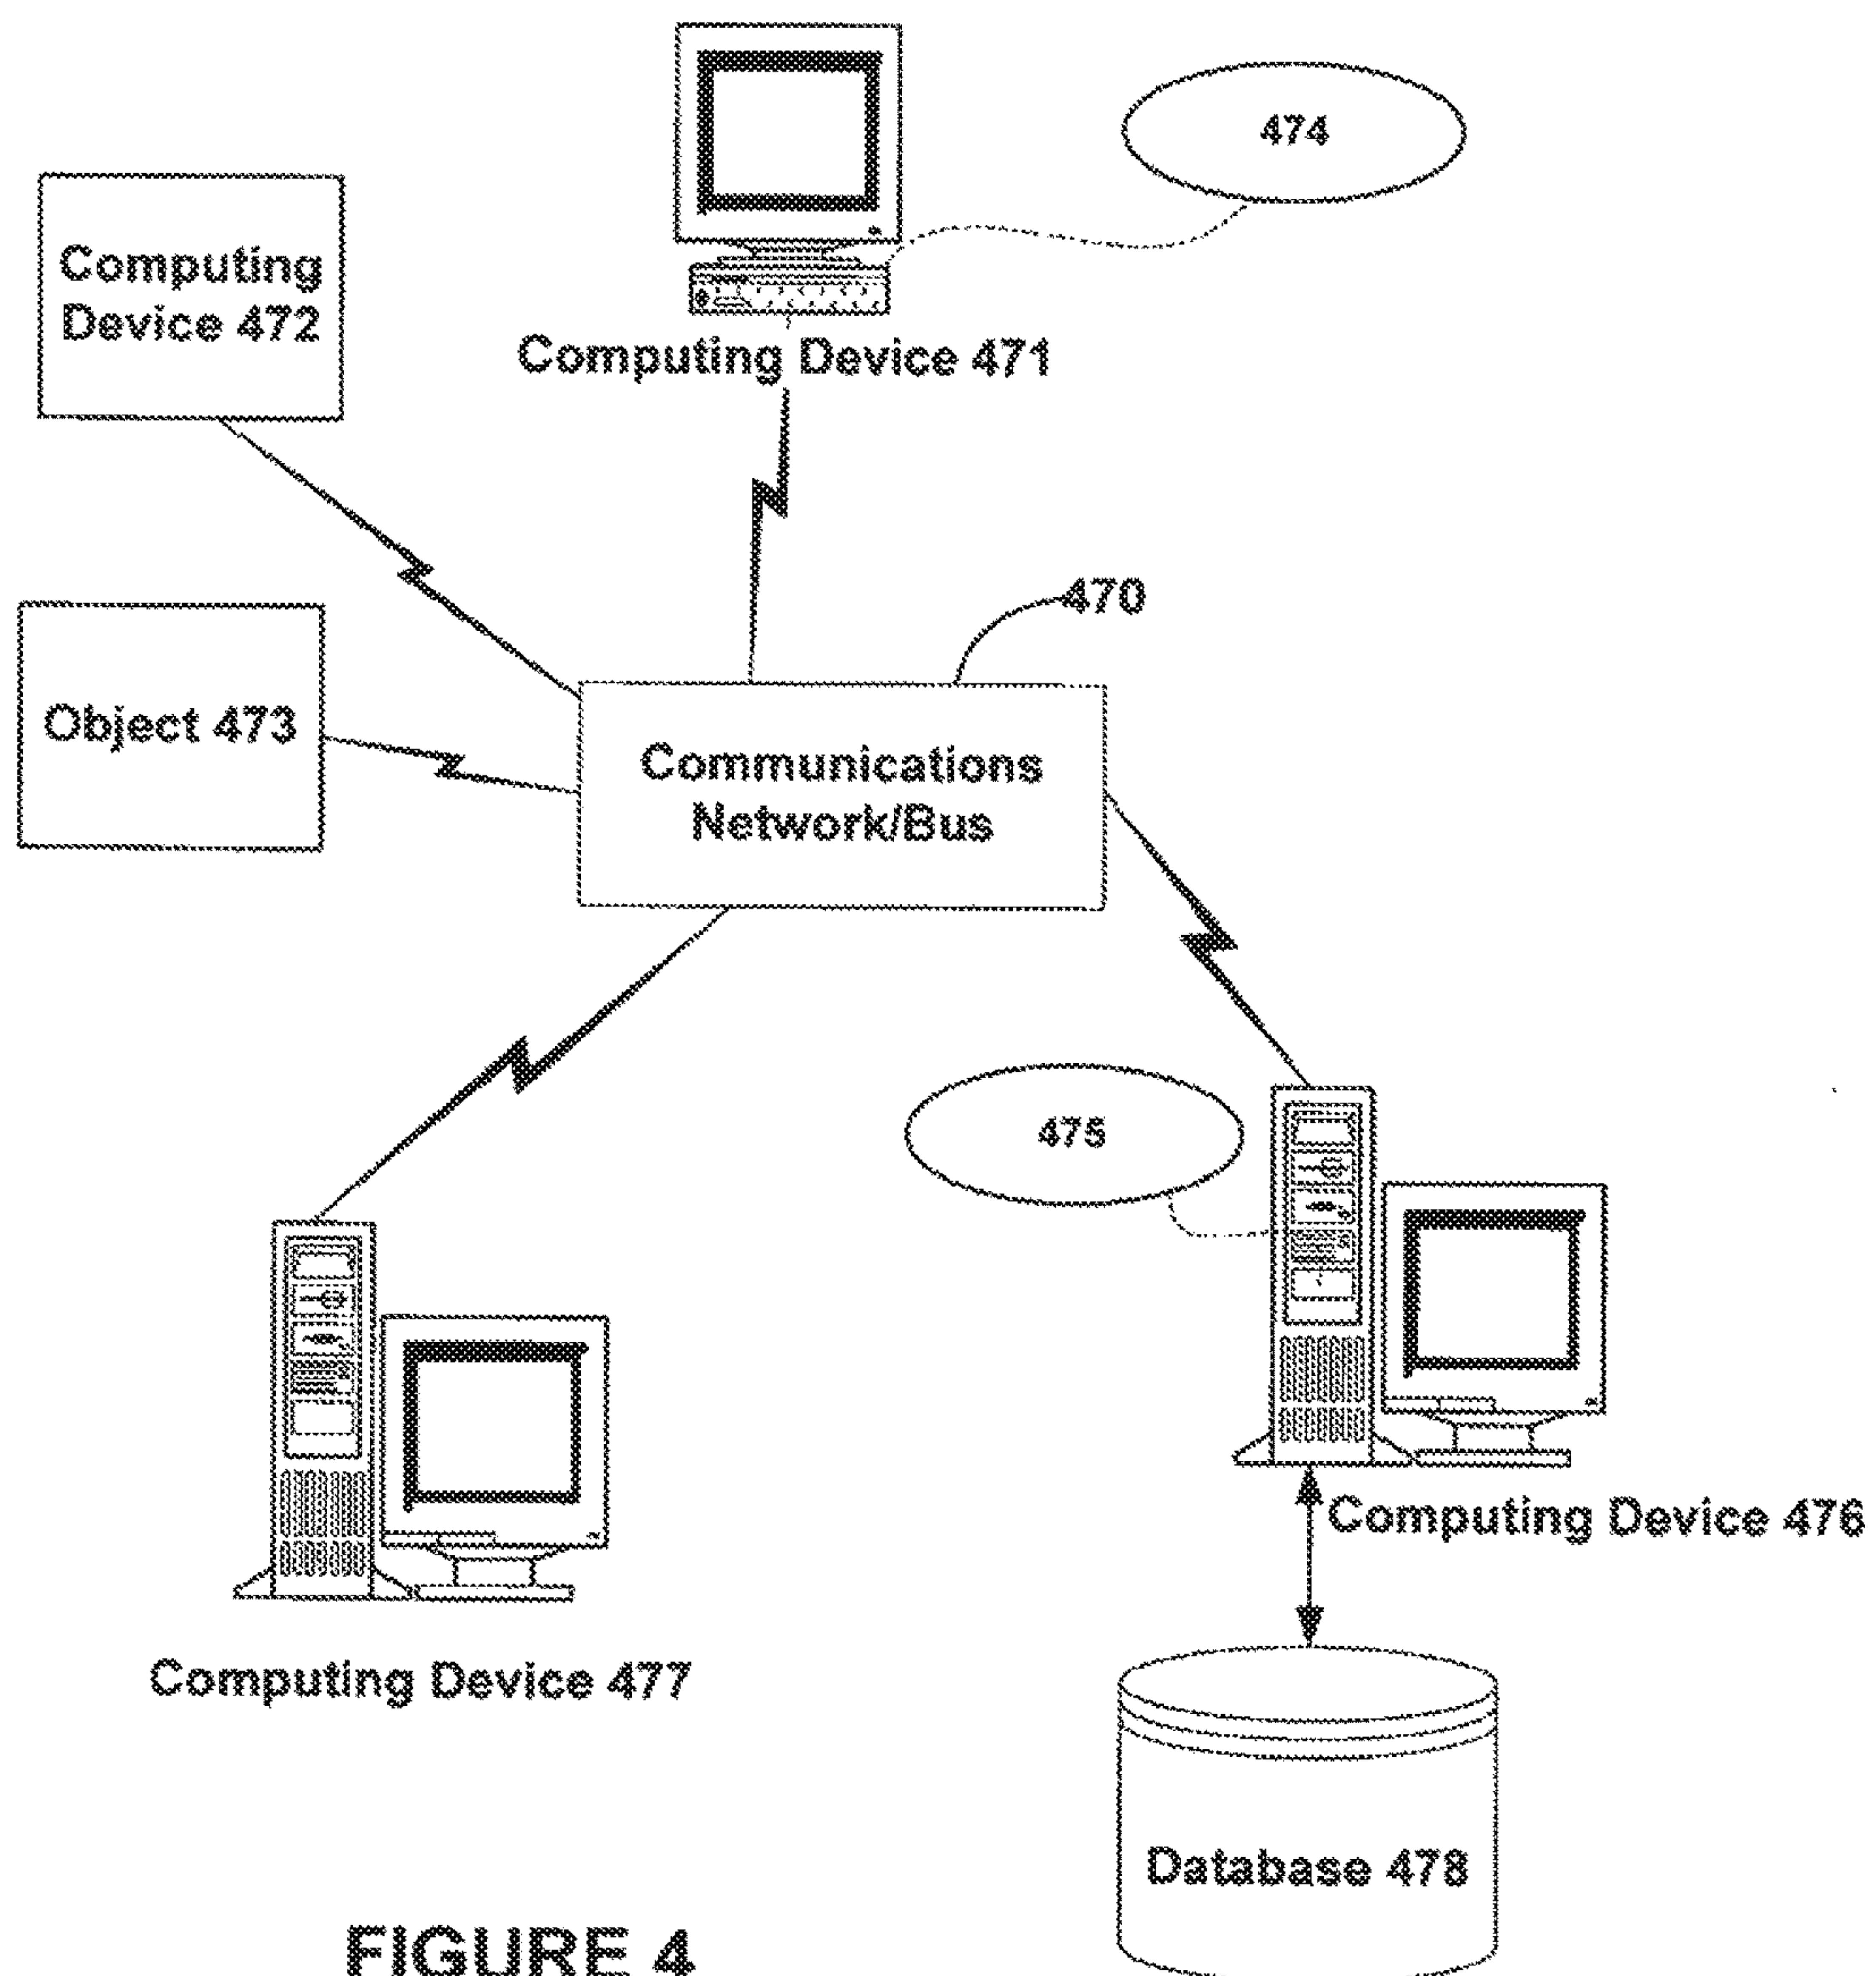 474
Computing
Device 472
Computing Device 471
470
Object 473
Communications
Network/Bus
475
Computing Device 476
Computing Device 477
Database 478
FIGURE 4